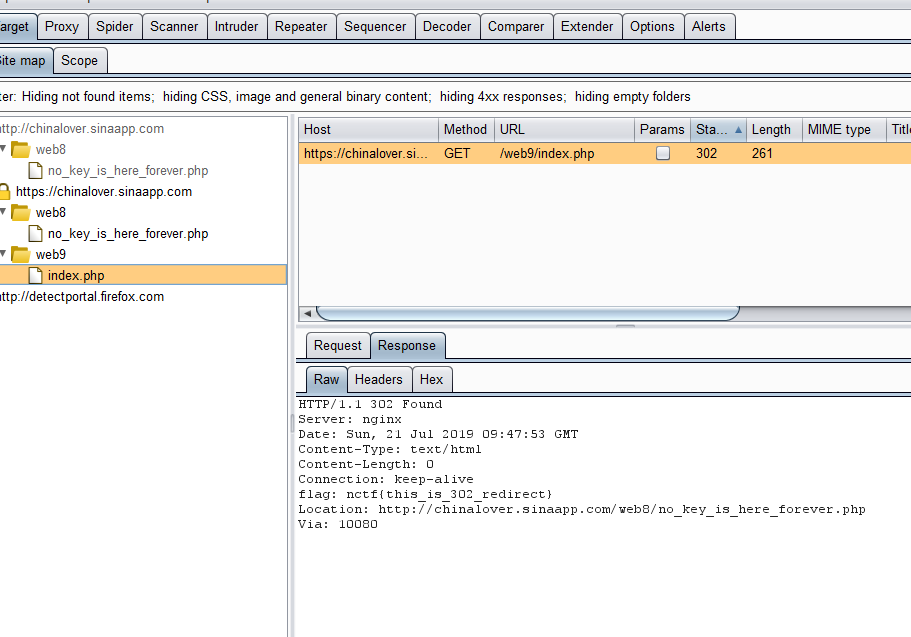 arget Proxy Spider Scanner Intruder Repeater Sequencer Decoder Comparer Extender Options Alerts
Site map Scope
ter: Hiding not found items; hiding CSS, image and general binary content; hiding 4xx responses; hiding empty folders
http://chinalover.sinaapp.com
web8
no_key_is_here_forever.php
https://chinalover.sinaapp.com
web8
no_key_is_here_forever.php
web9
index.php
http://detectportal.firefox.com
Host Method URL Params Sta... Length MIME type Title
https://chinalover.si... GET /web9/index.php 302 261
Request Response
Raw Headers Hex
HTTP/1.1 302 Found
Server: nginx
Date: Sun, 21 Jul 2019 09:47:53 GMT
Content-Type: text/html
Content-Length: 0
Connection: keep-alive
flag: nctf{this_is_302_redirect}
Location: http://chinalover.sinaapp.com/web8/no_key_is_here_forever.php
Via: 10080